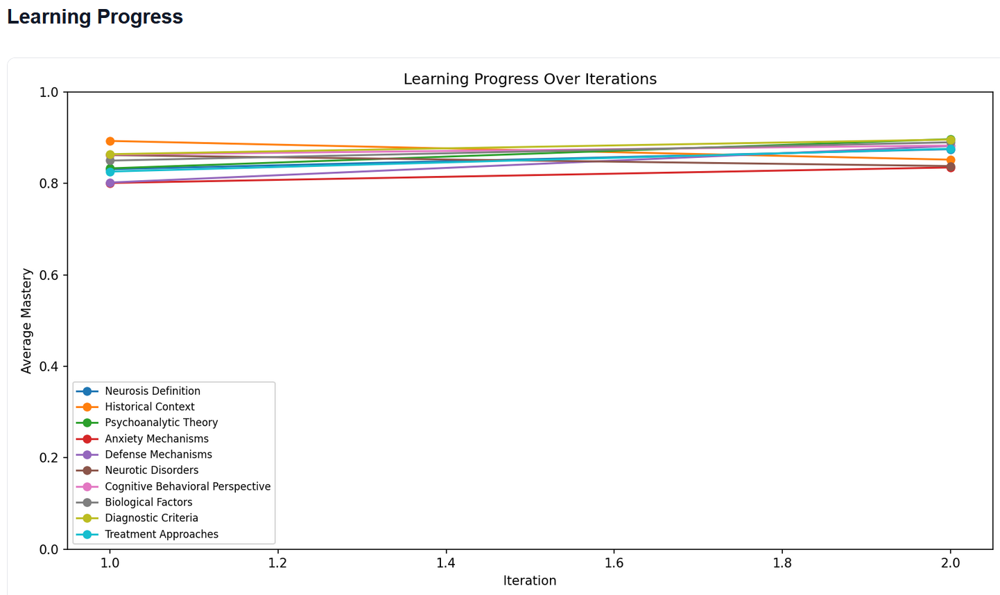 Learning Progress
Learning Progress Over Iterations
1.0
0.8
0.6
0.4
0.2
0.0
Average Mastery
Neurosis Definition
Historical Context
Psychoanalytic Theory
Anxiety Mechanisms
Defense Mechanisms
Neurotic Disorders
Cognitive Behavioral Perspective
Biological Factors
Diagnostic Criteria
Treatment Approaches
1.0 1.2 1.4 1.6 1.8 2.0
Iteration